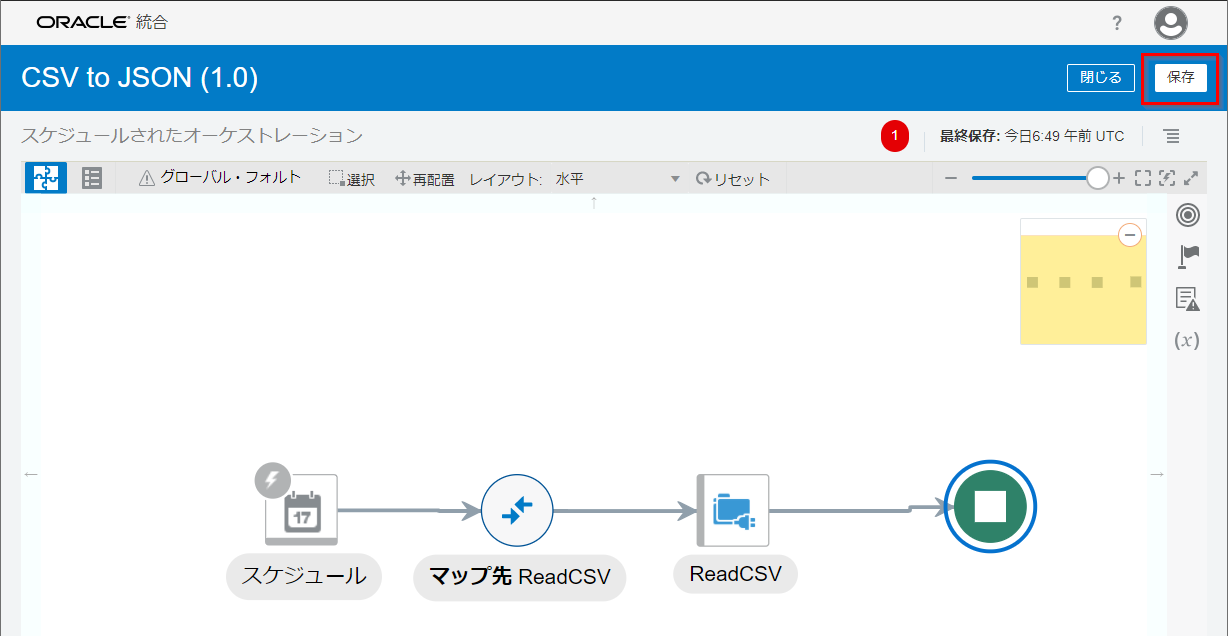 ORACLE 統合
?
CSV to JSON (1.0)
閉じる
保存
スケジュールされたオーケストレーション
1
最終保存: 今日6:49 午前 UTC
グローバル・フォルト
選択
再配置
レイアウト: 水平
リセット
(x)
17
スケジュール
マップ先 ReadCSV
ReadCSV